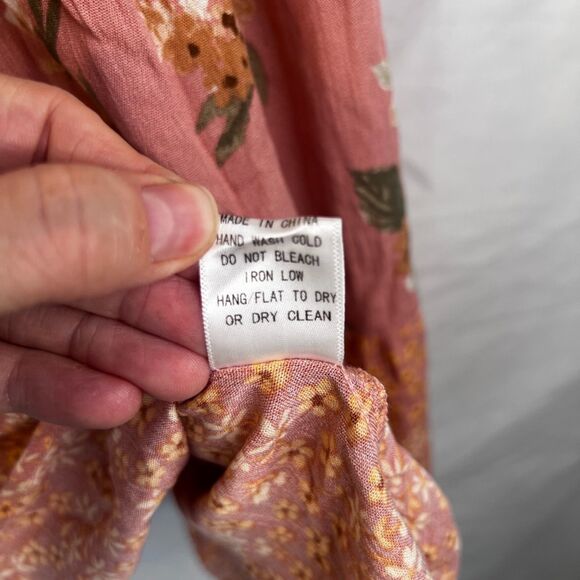 MADE IN CHINA
HAND WASH COLD
DO NOT BLEACH
IRON LOW
HANG/FLAT TO DRY
OR DRY CLEAN